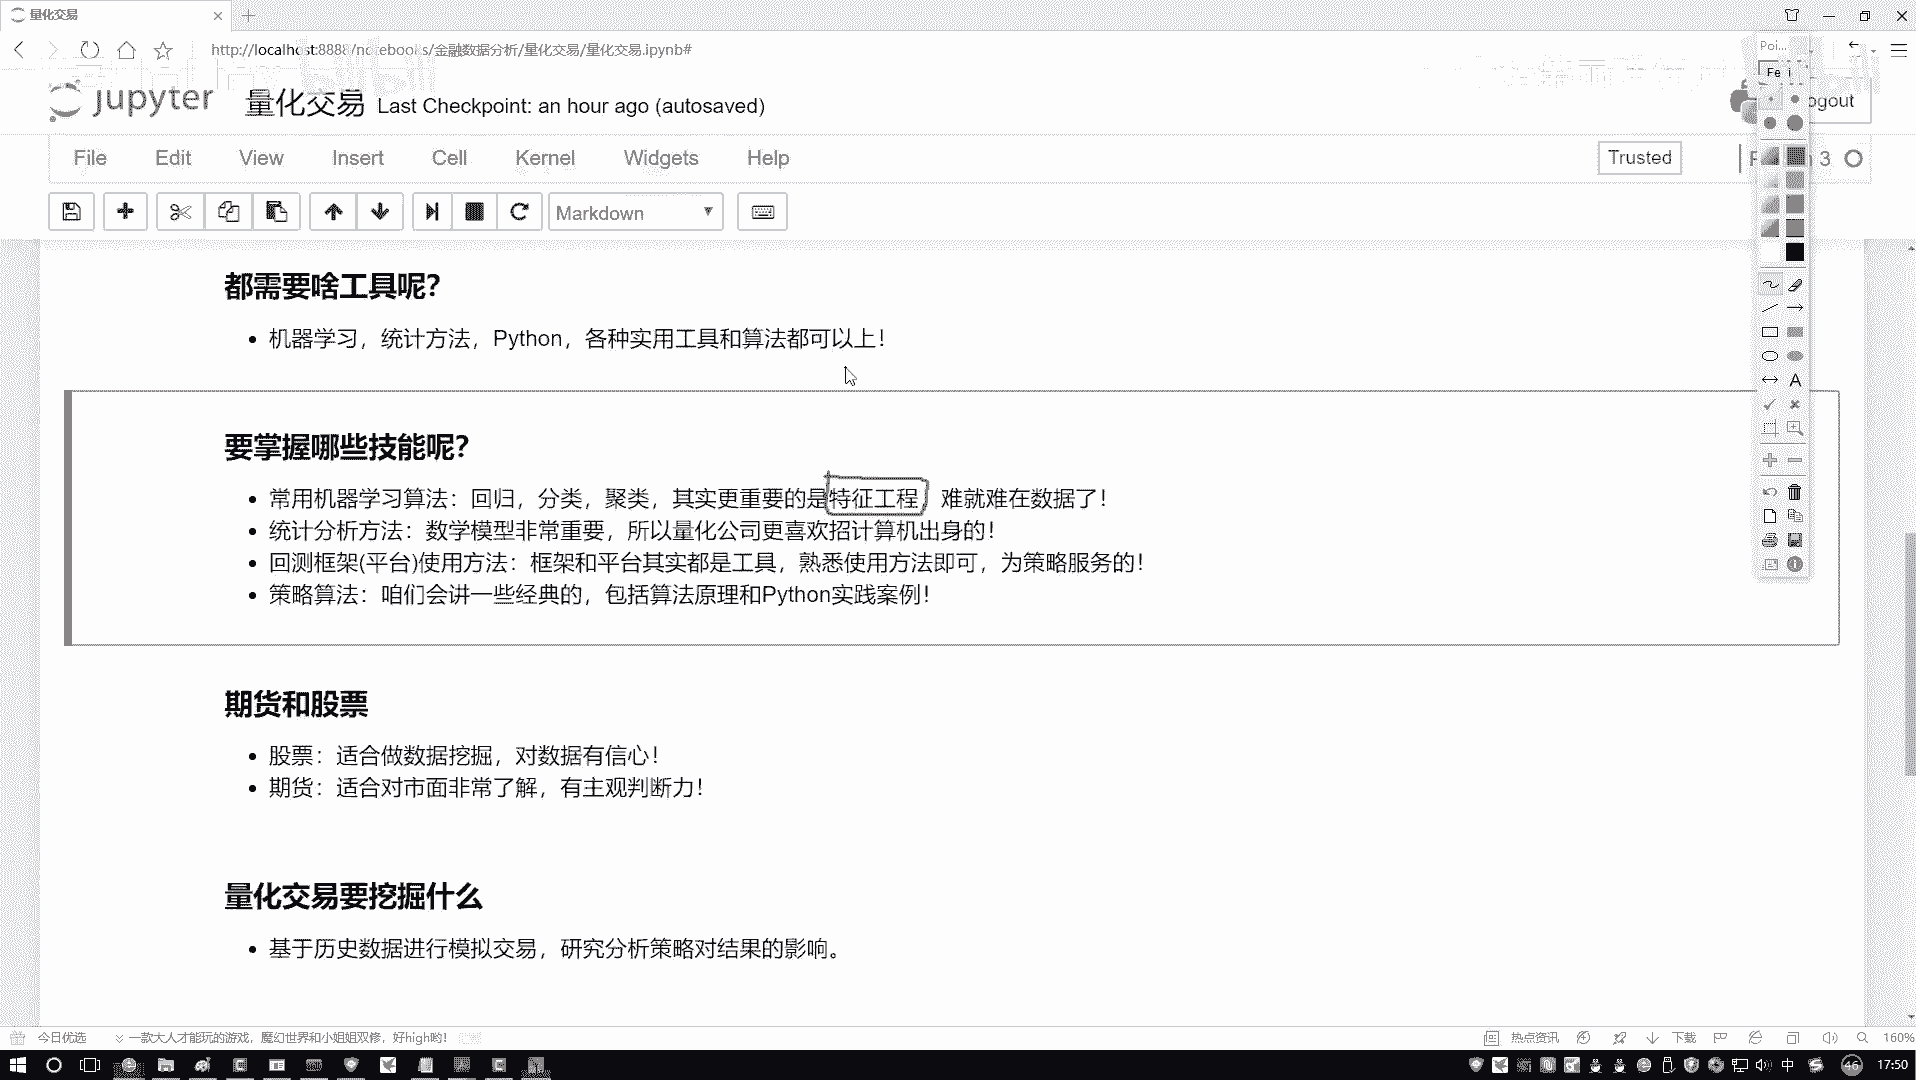 量化交易
http://localhost:8888/notebooks/金融数据分析/量化交易/量化交易.ipynb#
Poi...
jupyter 量化交易 Last Checkpoint: an hour ago (autosaved)
ogout
File Edit View Insert Cell Kernel Widgets Help
Trusted
3
Markdown
都需要啥工具呢？
• 机器学习，统计方法，Python，各种实用工具和算法都可以上！
要掌握哪些技能呢？
• 常用机器学习算法：回归，分类，聚类，其实更重要的是特征工程 难就难在数据了！
• 统计分析方法：数学模型非常重要，所以量化公司更喜欢招计算机出身的！
• 回测框架(平台)使用方法：框架和平台其实都是工具，熟悉使用方法即可，为策略服务的！
• 策略算法：咱们会讲一些经典的，包括算法原理和Python实践案例！
期货和股票
• 股票：适合做数据挖掘，对数据有信心！
• 期货：适合对市面非常了解，有主观判断力！
量化交易要挖掘什么
• 基于历史数据进行模拟交易，研究分析策略对结果的影响。
今日优选 一款大人才能玩的游戏，魔幻世界和小姐姐双修，好high哟！
热点资讯 下载 160%
中 46 17:50